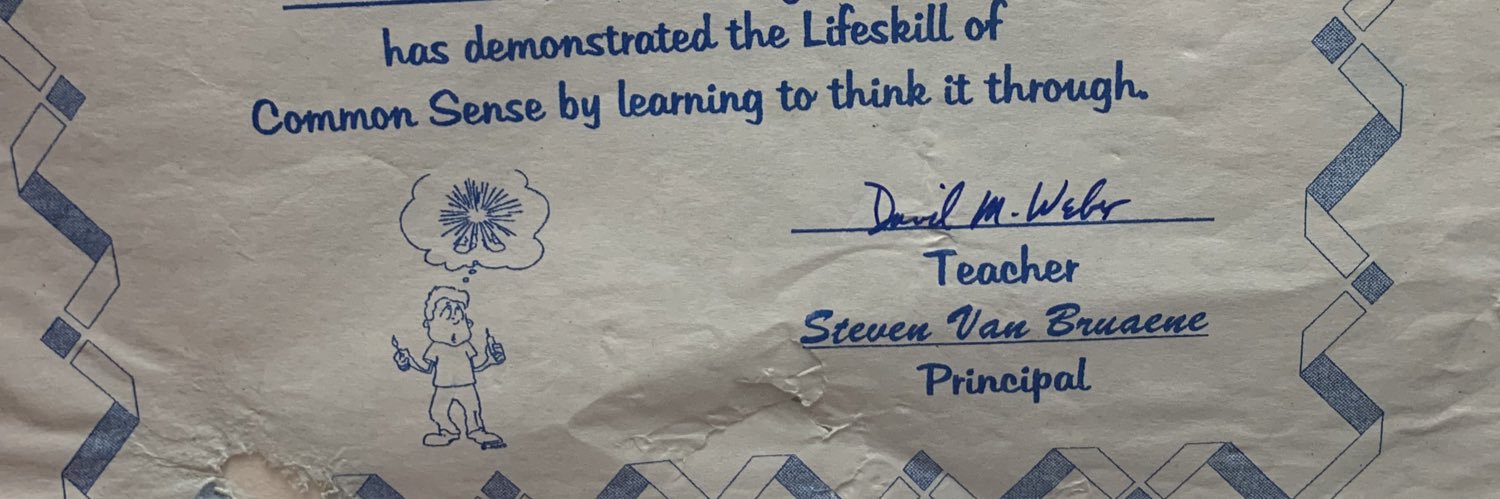 has demonstrated the Lifeskill of
Common Sense by learning to think it through.
David M. Weber
Teacher
Steven Van Bruaene
Principal